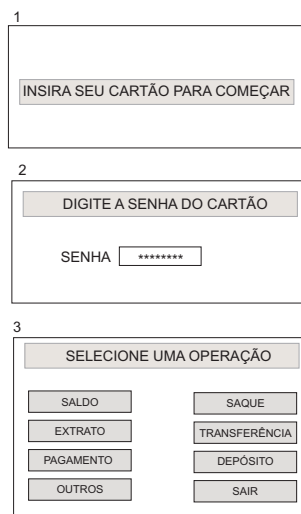 1
INSIRA SEU CARTÃO PARA COMEÇAR
2
DIGITE A SENHA DO CARTÃO
SENHA ********
3
SELECIONE UMA OPERAÇÃO
SALDO SAQUE
EXTRATO TRANSFERÊNCIA
PAGAMENTO DEPÓSITO
OUTROS SAIR